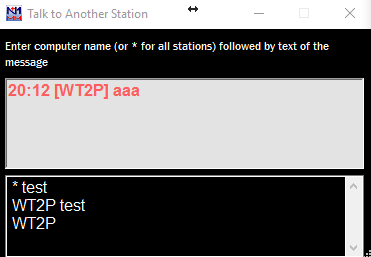 Talk to Another Station
Enter computer name (or * for all stations) followed by text of the
message
20:12 [WT2P] aaa
* test
WT2P test
WT2P